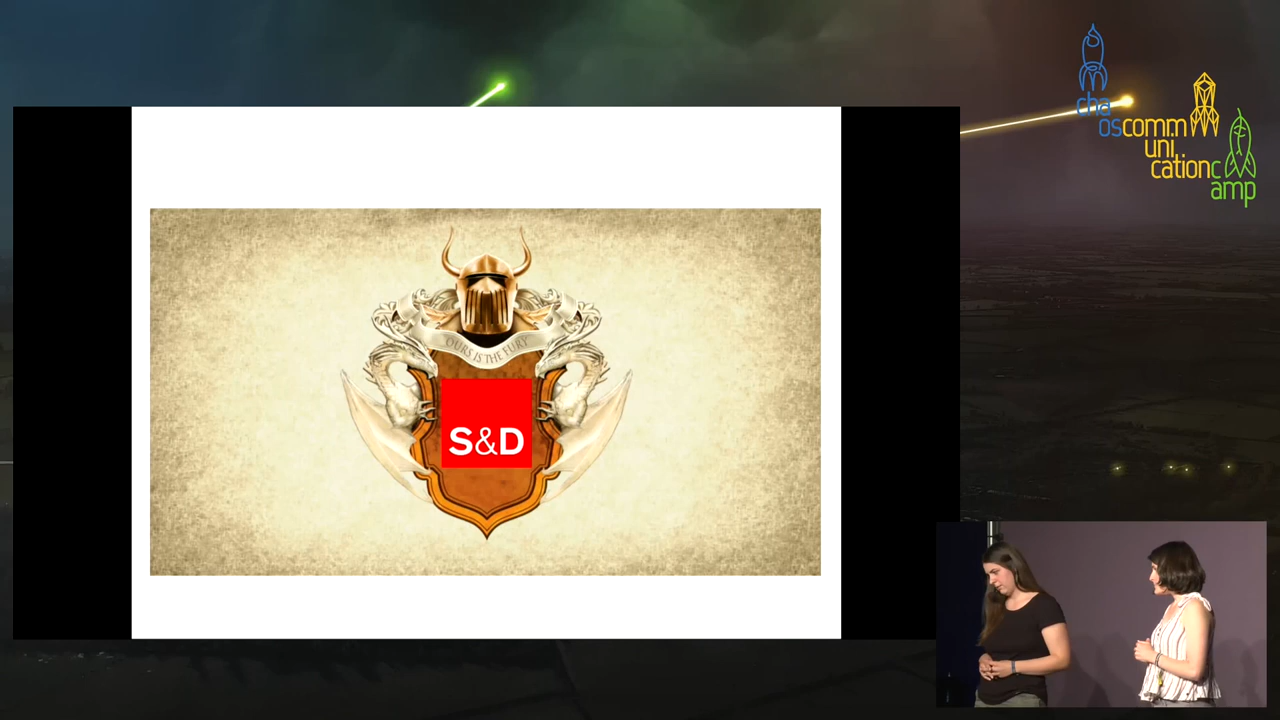 OURS IS THE FURY
S&D
cha
oscomm
uni
cationc
amp